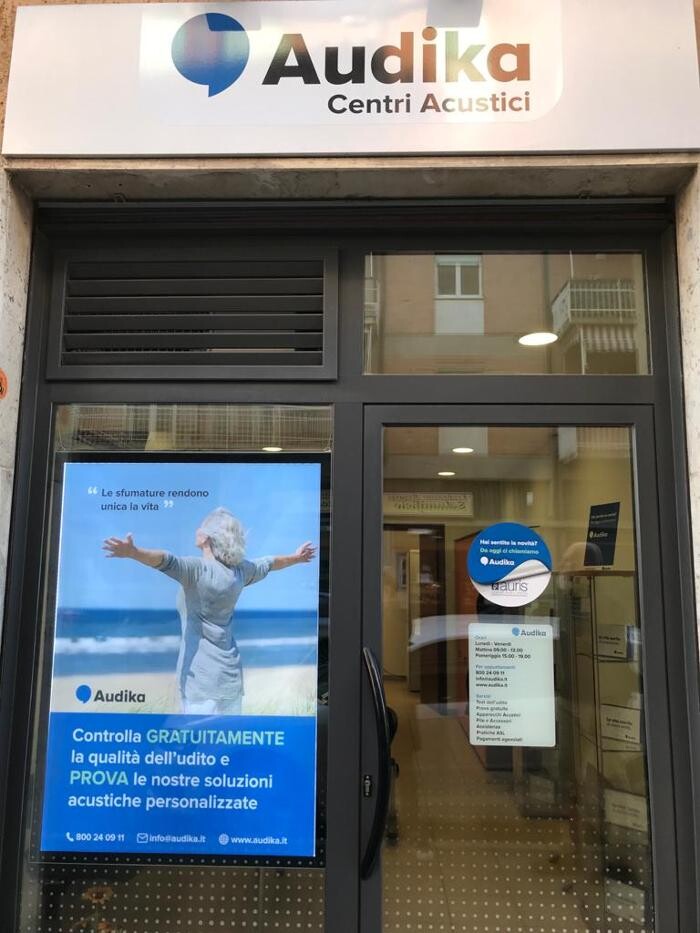 Audika
Centri Acustici
“ Le sfumature rendono
unica la vita ”
Audika
Controlla GRATUITAMENTE
la qualità dell'udito e
PROVA le nostre soluzioni
acustiche personalizzate
800 24 09 11 info@audika.it www.audika.it
Hai sentito la novità?
Da oggi ci chiamiamo
Audika
auris
Audika
Orari
Lunedì - Venerdì
Mattino 09.00 - 13.00
Pomeriggio 15.00 - 19.00
Per appuntamenti
800 24 09 11
info@audika.it
www.audika.it
Servizi
Test dell'udito
Prova gratuita
Apparecchi Acustici
Pile e Accessori
Assistenza
Pratiche ASL
Pagamenti agevolati